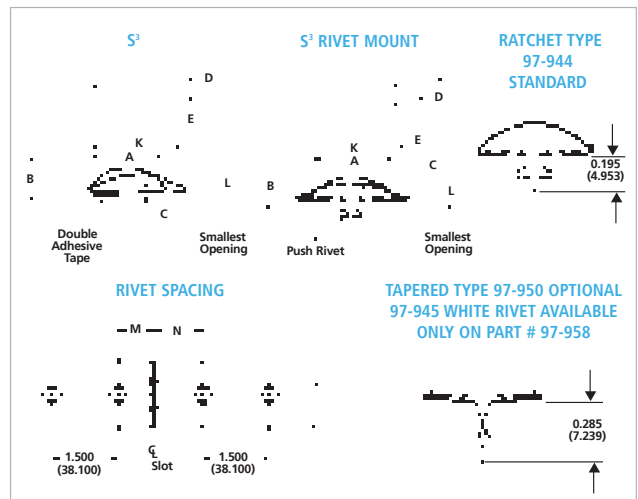 S³
D
E
K
A
B
L
C
Double
Adhesive
Tape
Smallest
Opening
S³ RIVET MOUNT
D
E
K
A
C
B
L
Push Rivet
Smallest
Opening
RATCHET TYPE
97-944
STANDARD
0.195
(4.953)
RIVET SPACING
M N
1.500
(38.100)
℄
Slot
1.500
(38.100)
TAPERED TYPE 97-950 OPTIONAL
97-945 WHITE RIVET AVAILABLE
ONLY ON PART # 97-958
0.285
(7.239)